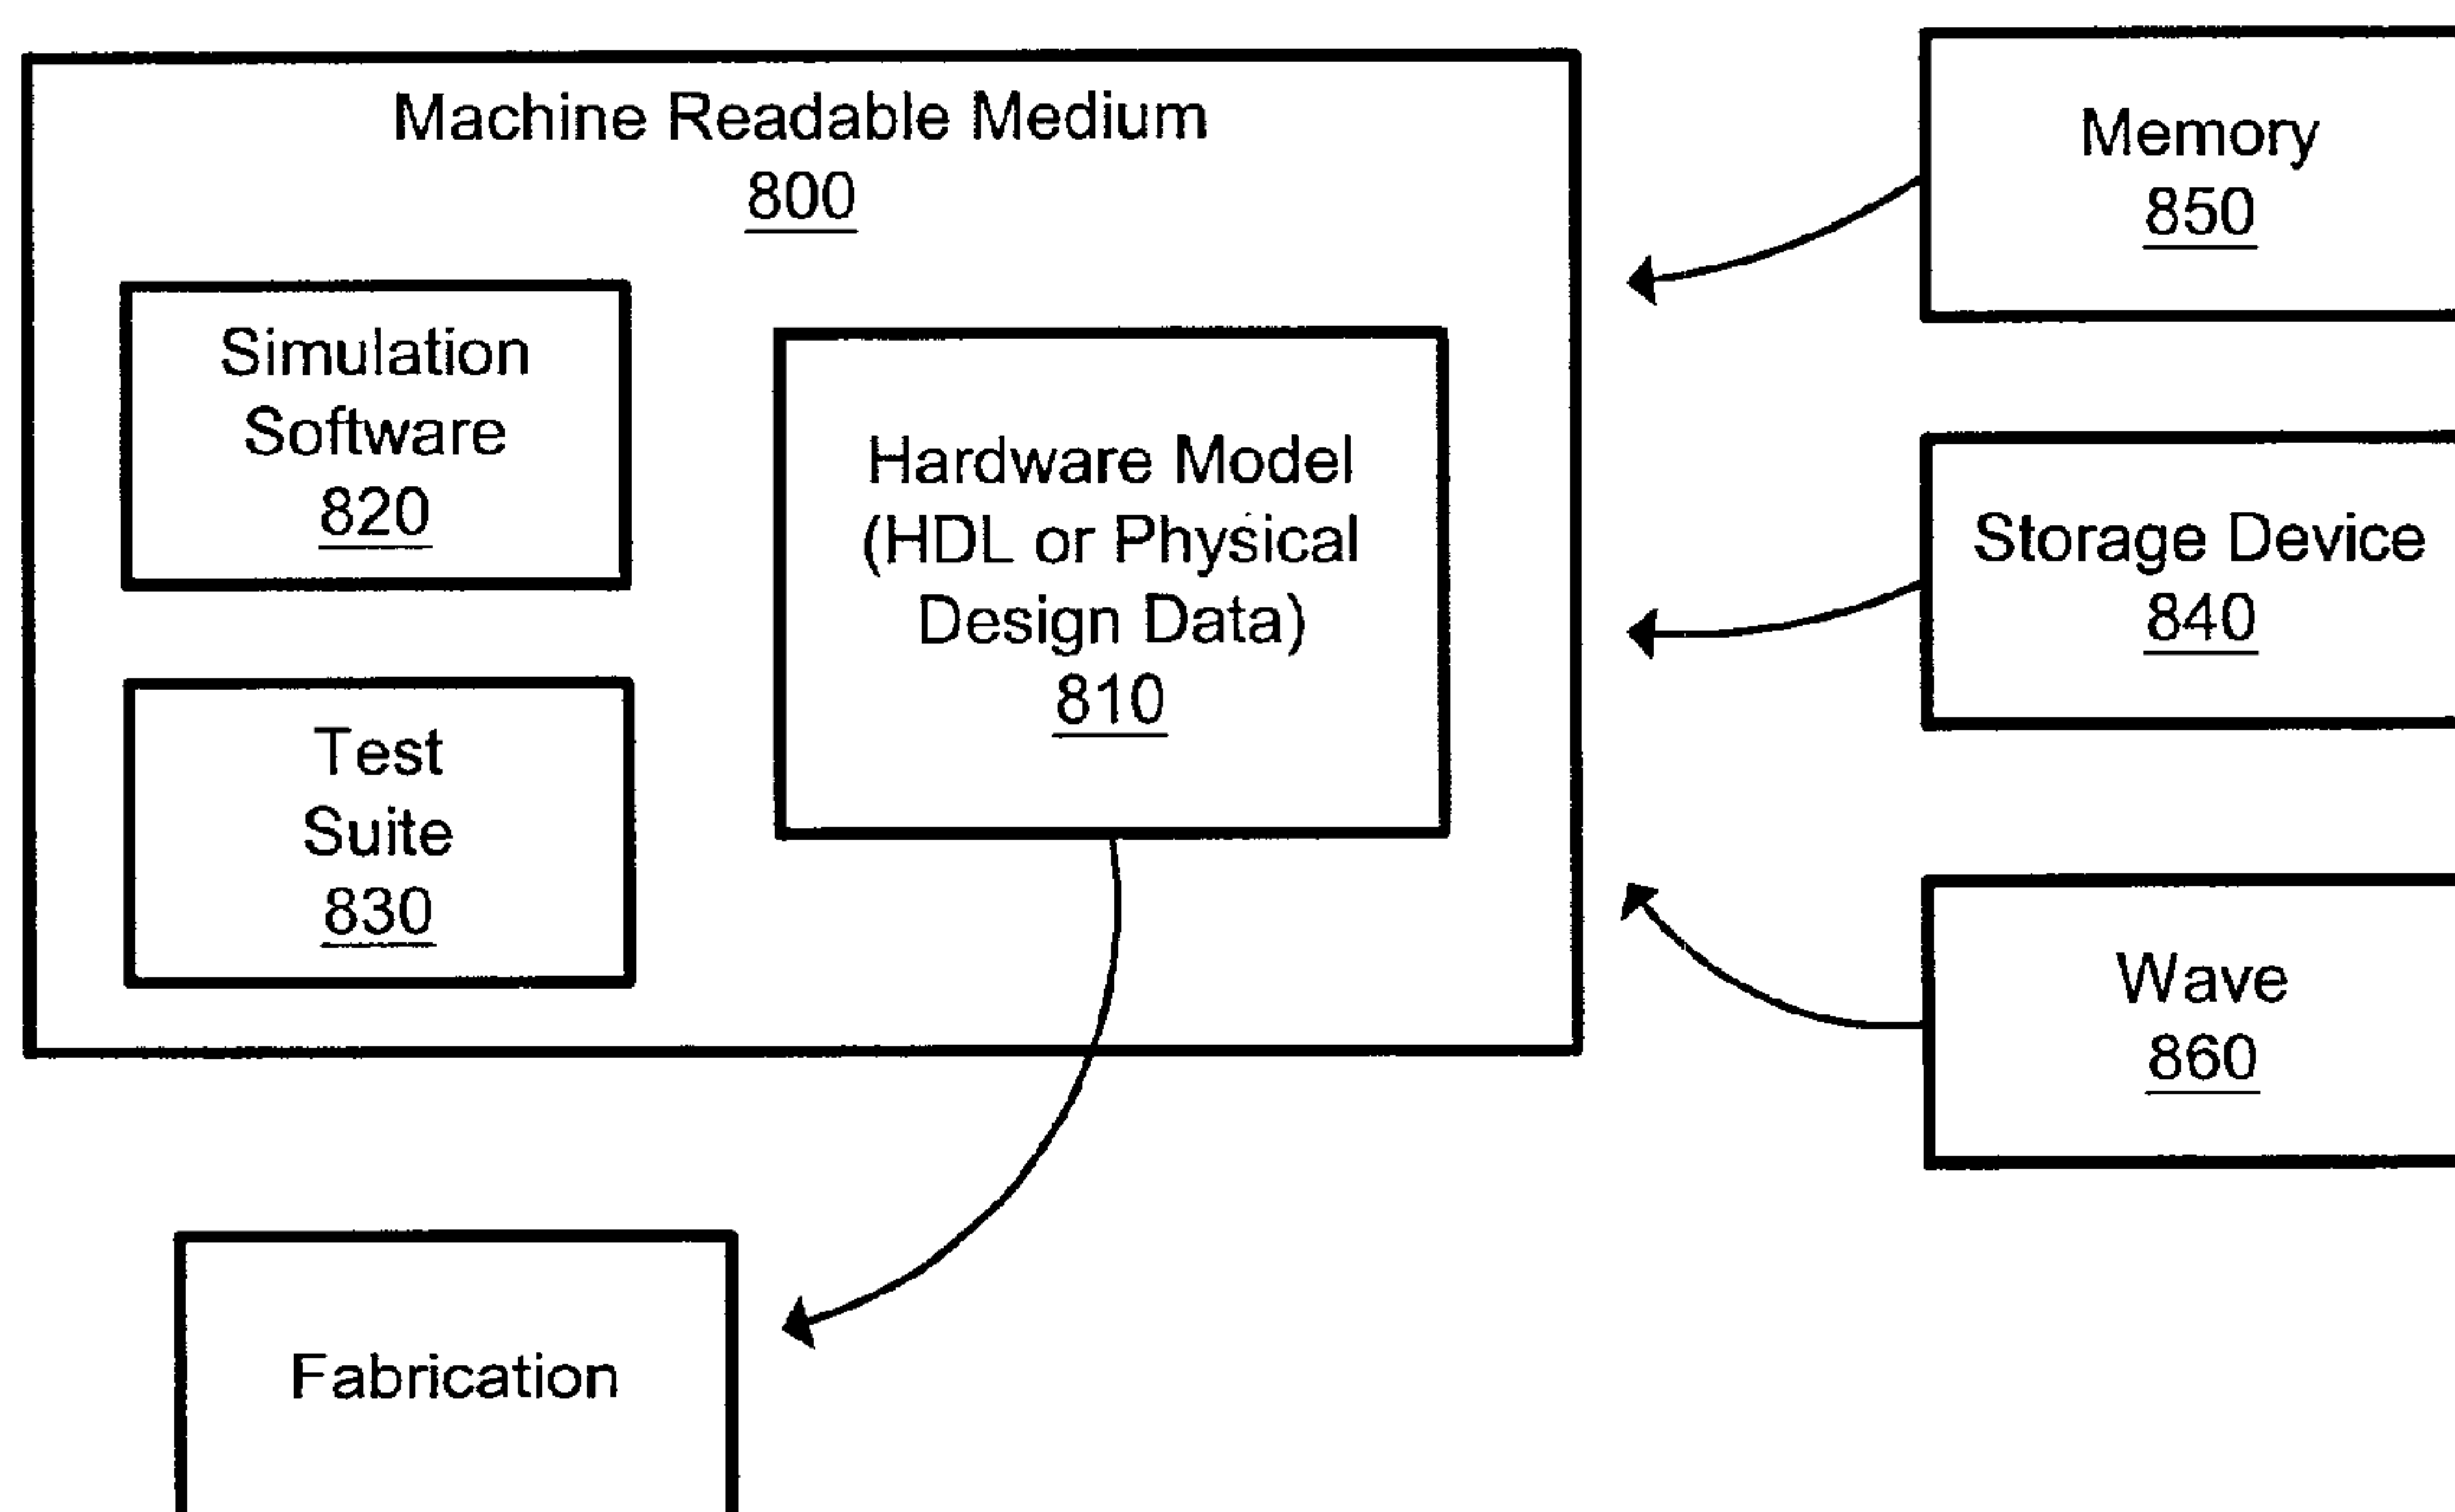 Machine Readable Medium
800
Simulation
Software
820
Hardware Model
(HDL or Physical
Design Data)
810
Test
Suite
830
Memory
850
Storage Device
840
Wave
860
Fabrication